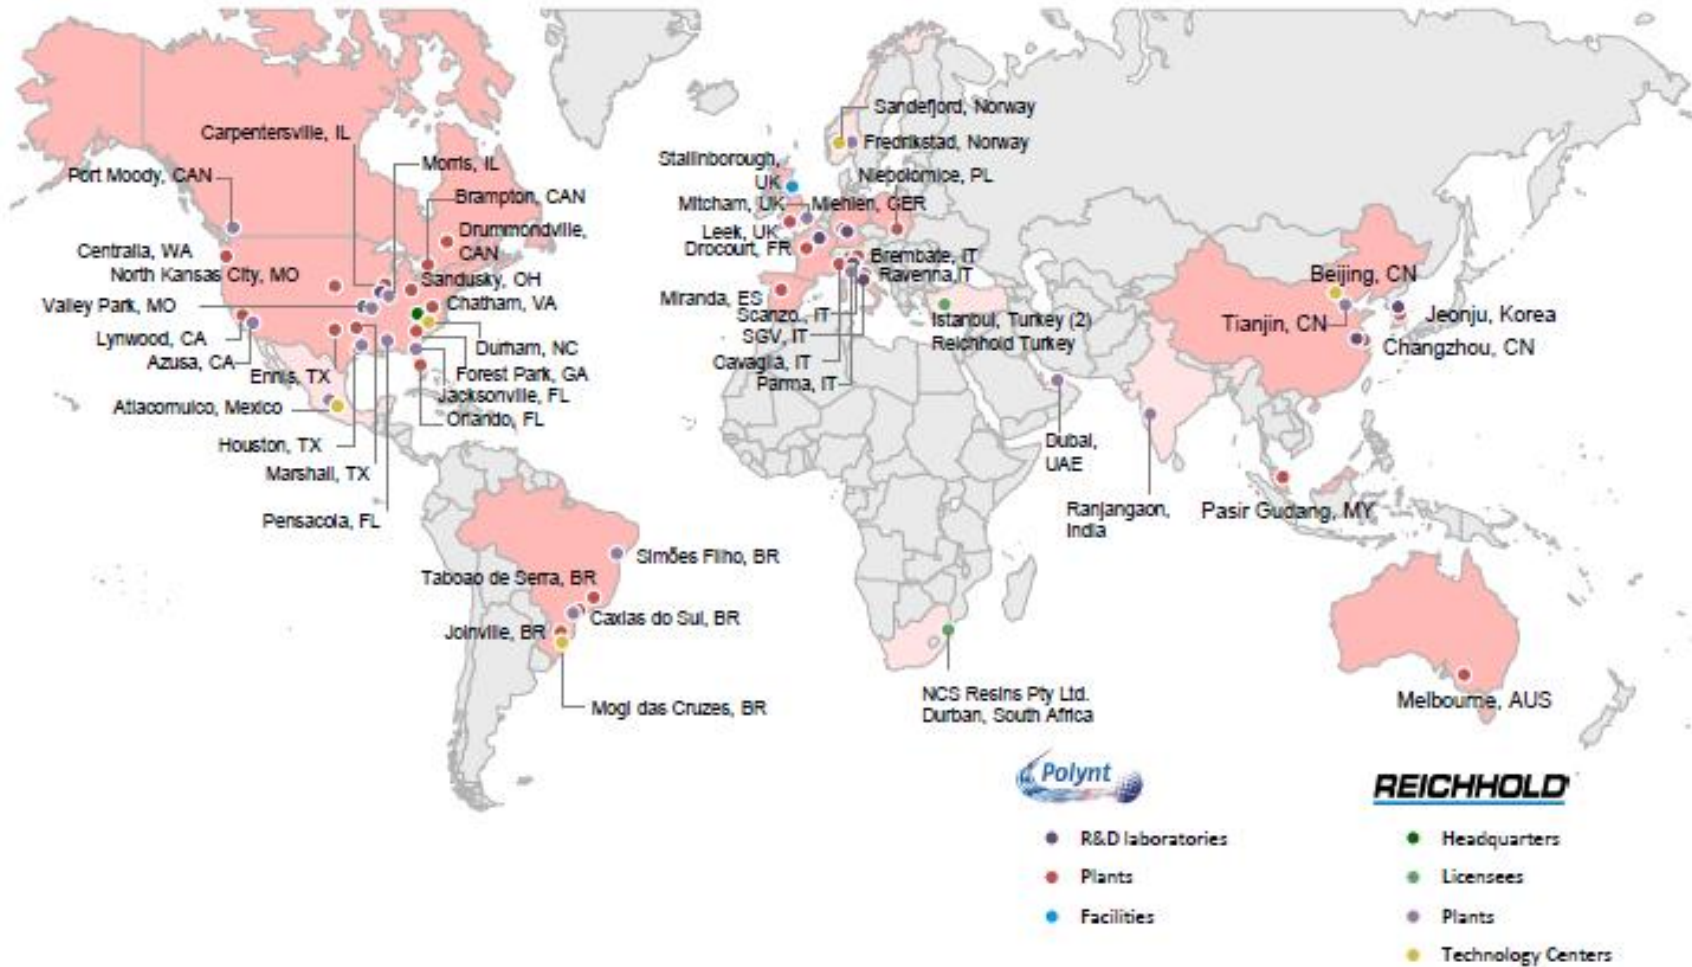 Sandefjord, Norway
Carpentersville, IL
Fredrikstad, Norway
Stallinborough,
UK
Morris, IL
Port Moody, CAN
Niepolomice, PL
Brampton, CAN
Mitcham, UK
Miehlen, GER
Drummondville,
CAN
Leek, UK
Drocourt, FR
Centralia, WA
North Kansas City, MO
Brembate, IT
Ravenna,IT
Sandusky, OH
Beijing, CN
Valley Park, MO
Chatham, VA
Miranda, ES
Scanzo., IT
Jeonju, Korea
Istanbul, Turkey (2)
Reichhold Turkey
Tianjin, CN
Lynwood, CA
SGV, IT
Durham, NC
Changzhou, CN
Azusa, CA
Cavaglia, IT
Ennis, TX
Forest Park, GA
Parma, IT
Jacksonville, FL
Atlacomulco, Mexico
Orlando, FL
Houston, TX
Dubai,
UAE
Marshall, TX
Ranjangaon,
India
Pasir Gudang, MY
Pensacola, FL
Simões Filho, BR
Taboao de Serra, BR
Caxias do Sul, BR
Joinville, BR
NCS Resins Pty Ltd.
Durban, South Africa
Melbourne, AUS
Mogi das Cruzes, BR
Polynt
R&D laboratories
Plants
Facilities
REICHHOLD
Headquarters
Licensees
Plants
Technology Centers